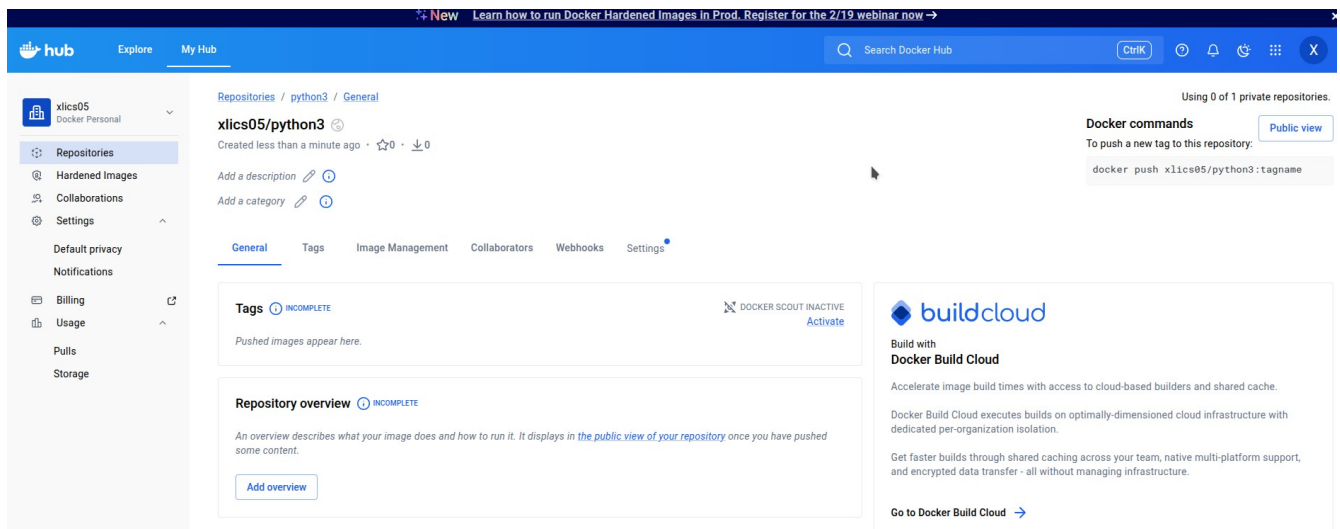 New Learn how to run Docker Hardened Images in Prod. Register for the 2/19 webinar now →
hub
Explore
My Hub
Search Docker Hub
CtrlK
X
xlics05
Docker Personal
Repositories
Hardened Images
Collaborations
Settings
Default privacy
Notifications
Billing
Usage
Pulls
Storage
Repositories / python3 / General
Using 0 of 1 private repositories.
xlics05/python3
Created less than a minute ago · 0 · 0
Add a description
Add a category
Docker commands
Public view
To push a new tag to this repository:
docker push xlics05/python3:tagname
General
Tags
Image Management
Collaborators
Webhooks
Settings
Tags INCOMPLETE
DOCKER SCOUT INACTIVE
Activate
Pushed images appear here.
Repository overview INCOMPLETE
An overview describes what your image does and how to run it. It displays in the public view of your repository once you have pushed
some content.
Add overview
buildcloud
Build with
Docker Build Cloud
Accelerate image build times with access to cloud-based builders and shared cache.
Docker Build Cloud executes builds on optimally-dimensioned cloud infrastructure with
dedicated per-organization isolation.
Get faster builds through shared caching across your team, native multi-platform support,
and encrypted data transfer - all without managing infrastructure.
Go to Docker Build Cloud →